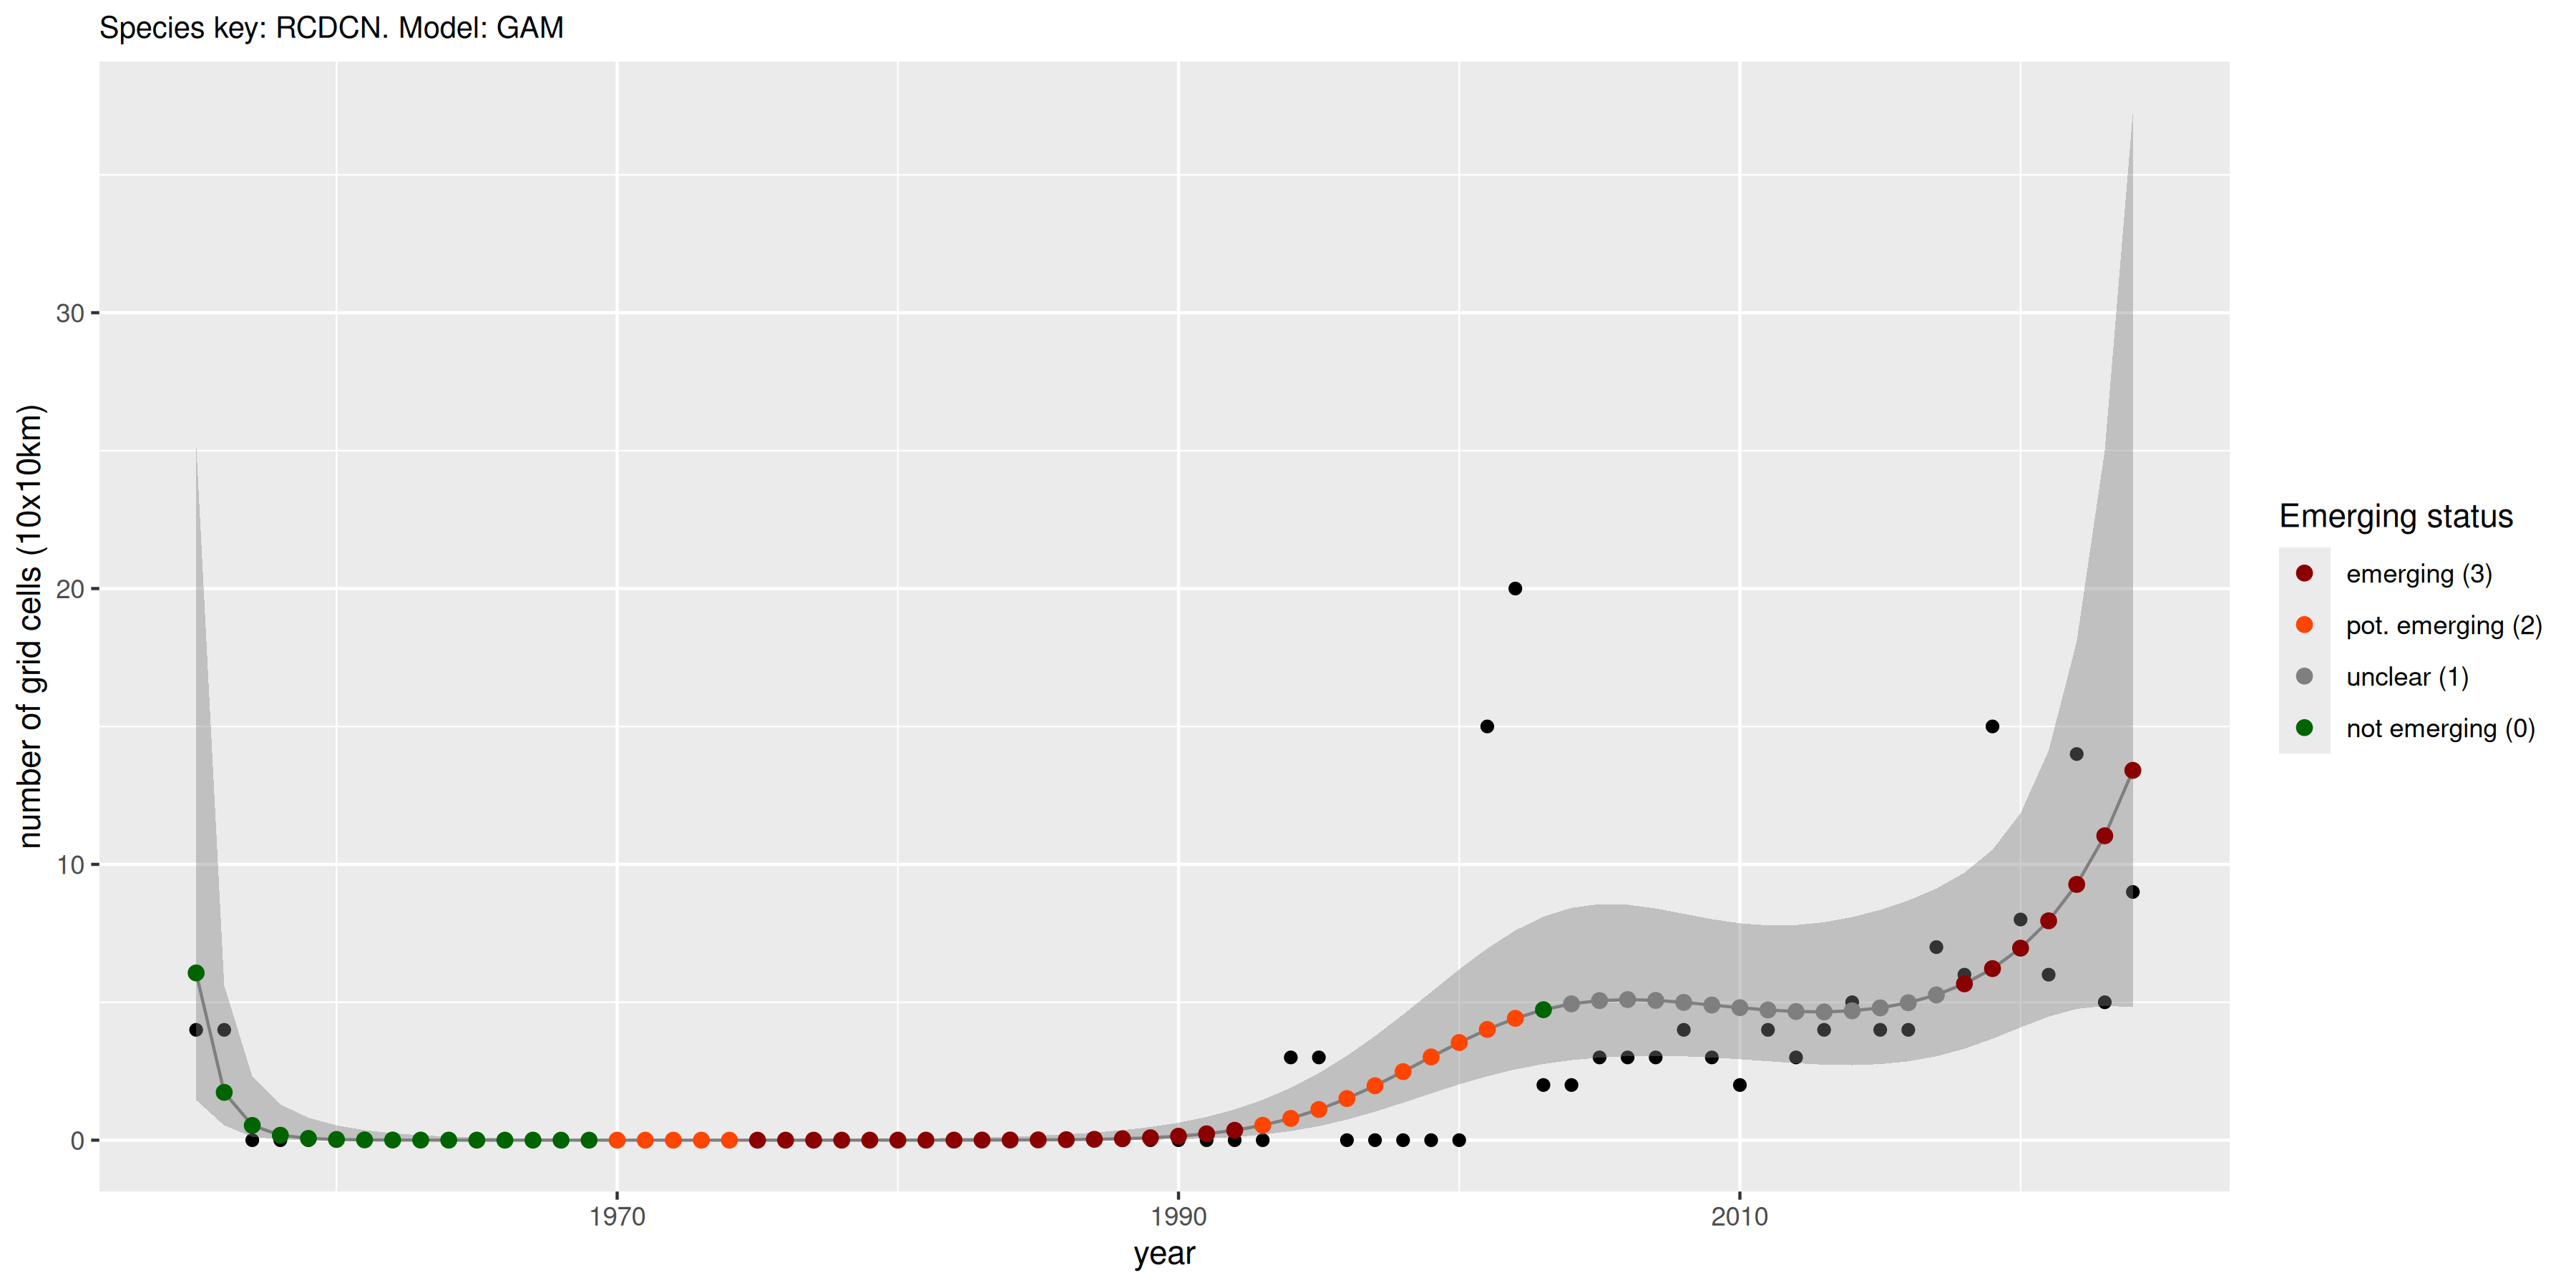 Species key: RCDCN. Model: GAM
number of grid cells (10x10km)
30
20
10
0
1970
1990
2010
year
Emerging status
emerging (3)
pot. emerging (2)
unclear (1)
not emerging (0)